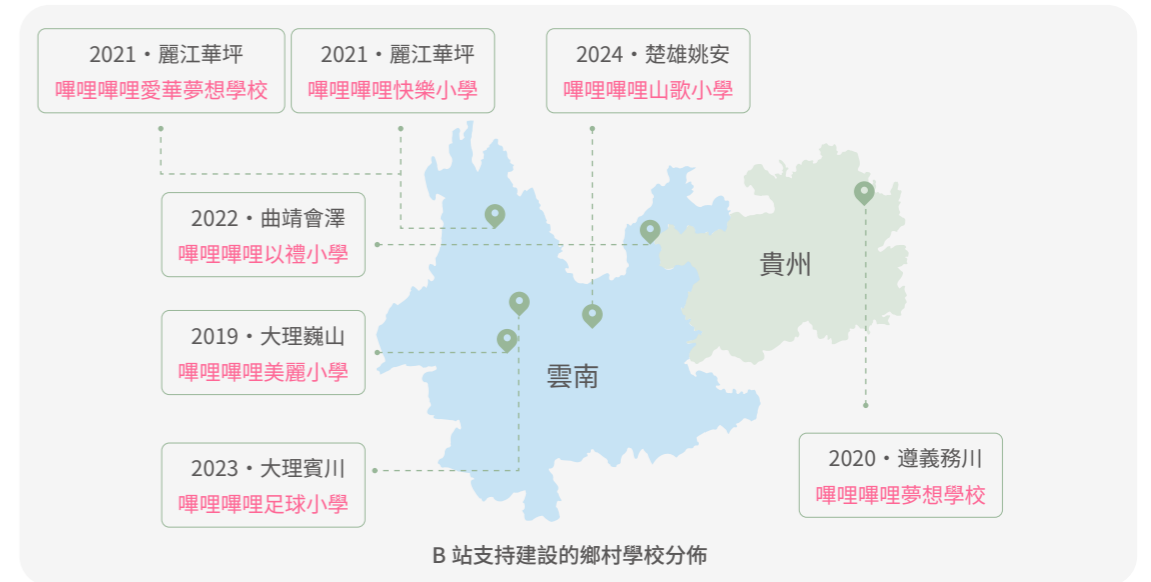 2021·麗江華坪
嗶哩嗶哩愛華夢想學校
2021·麗江華坪
嗶哩嗶哩快樂小學
2024·楚雄姚安
嗶哩嗶哩山歌小學
2022·曲靖會澤
嗶哩嗶哩以禮小學
貴州
2019·大理巍山
嗶哩嗶哩美麗小學
雲南
2023·大理賓川
嗶哩嗶哩足球小學
2020·遵義務川
嗶哩嗶哩夢想學校
B 站支持建設的鄉村學校分佈